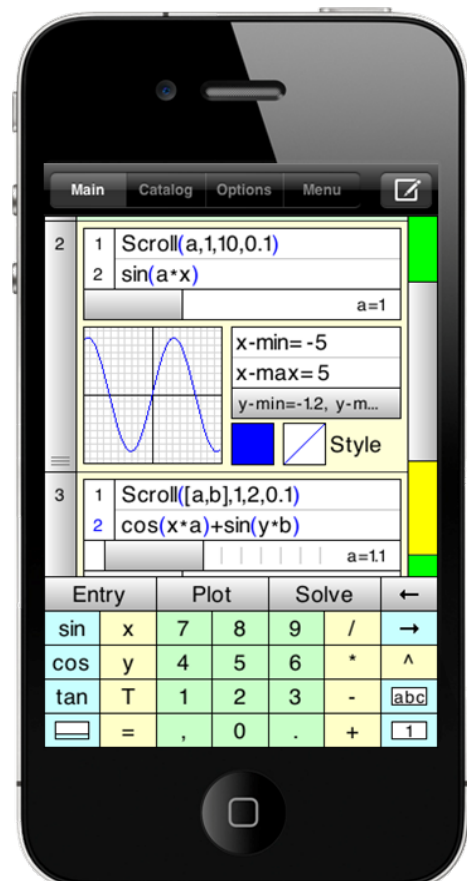 Main Catalog Options Menu
2
1 Scroll(a,1,10,0.1)
2 sin(a*x)
a=1
x-min= -5
x-max= 5
y-min=-1.2, y-m...
Style
3
1 Scroll([a,b],1,2,0.1)
2 cos(x*a)+sin(y*b)
a=1.1
Entry Plot Solve ←
sin x 7 8 9 / →
cos y 4 5 6 * ^
tan T 1 2 3 - abc
= , 0 . + 1